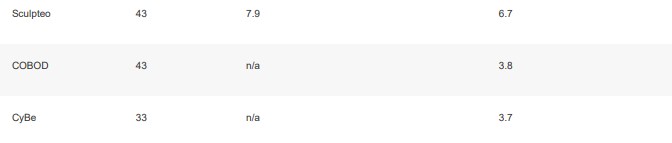 Sculpteo 43 7.9 6.7
COBOD 43 n/a 3.8
CyBe 33 n/a 3.7